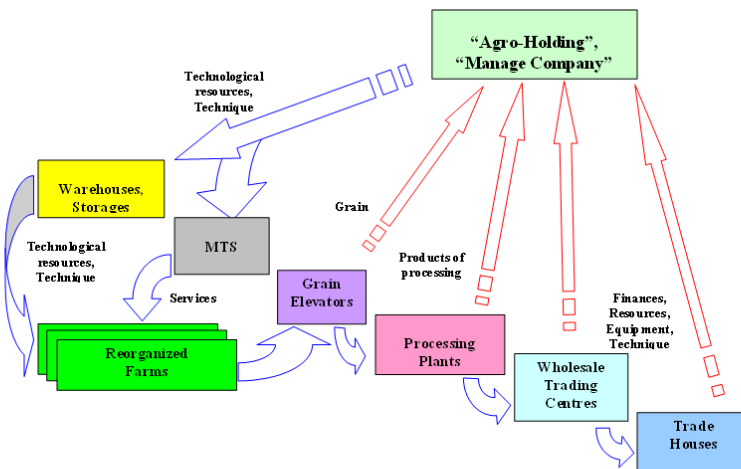 “Agro-Holding”,
“Manage Company”
Technological
resources,
Technique
Warehouses,
Storages
Grain
MTS
Technological
resources,
Technique
Products of
processing
Grain
Elevators
Services
Finances,
Resources,
Equipment,
Technique
Processing
Plants
Reorganized
Farms
Wholesale
Trading
Centres
Trade
Houses